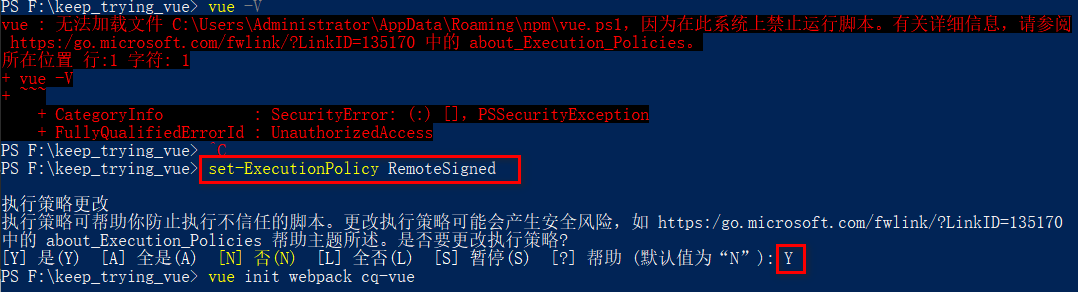 PS F:\keep_trying_vue> vue -V
vue : 无法加载文件 C:\Users\Administrator\AppData\Roaming\npm\vue.ps1，因为在此系统上禁止运行脚本。有关详细信息，请参阅
https:/go.microsoft.com/fwlink/?LinkID=135170 中的 about_Execution_Policies。
所在位置 行:1 字符: 1
+ vue -V
+ ~~~
+ CategoryInfo          : SecurityError: (:) [], PSSecurityException
+ FullyQualifiedErrorId : UnauthorizedAccess
PS F:\keep_trying_vue> ^C
PS F:\keep_trying_vue> set-ExecutionPolicy RemoteSigned
执行策略更改
执行策略可帮助你防止执行不信任的脚本。更改执行策略可能会产生安全风险，如 https:/go.microsoft.com/fwlink/?LinkID=135170
中的 about_Execution_Policies 帮助主题所述。是否要更改执行策略?
[Y] 是(Y)  [A] 全是(A)  [N] 否(N)  [L] 全否(L)  [S] 暂停(S)  [?] 帮助 (默认值为“N”): Y
PS F:\keep_trying_vue> vue init webpack cq-vue